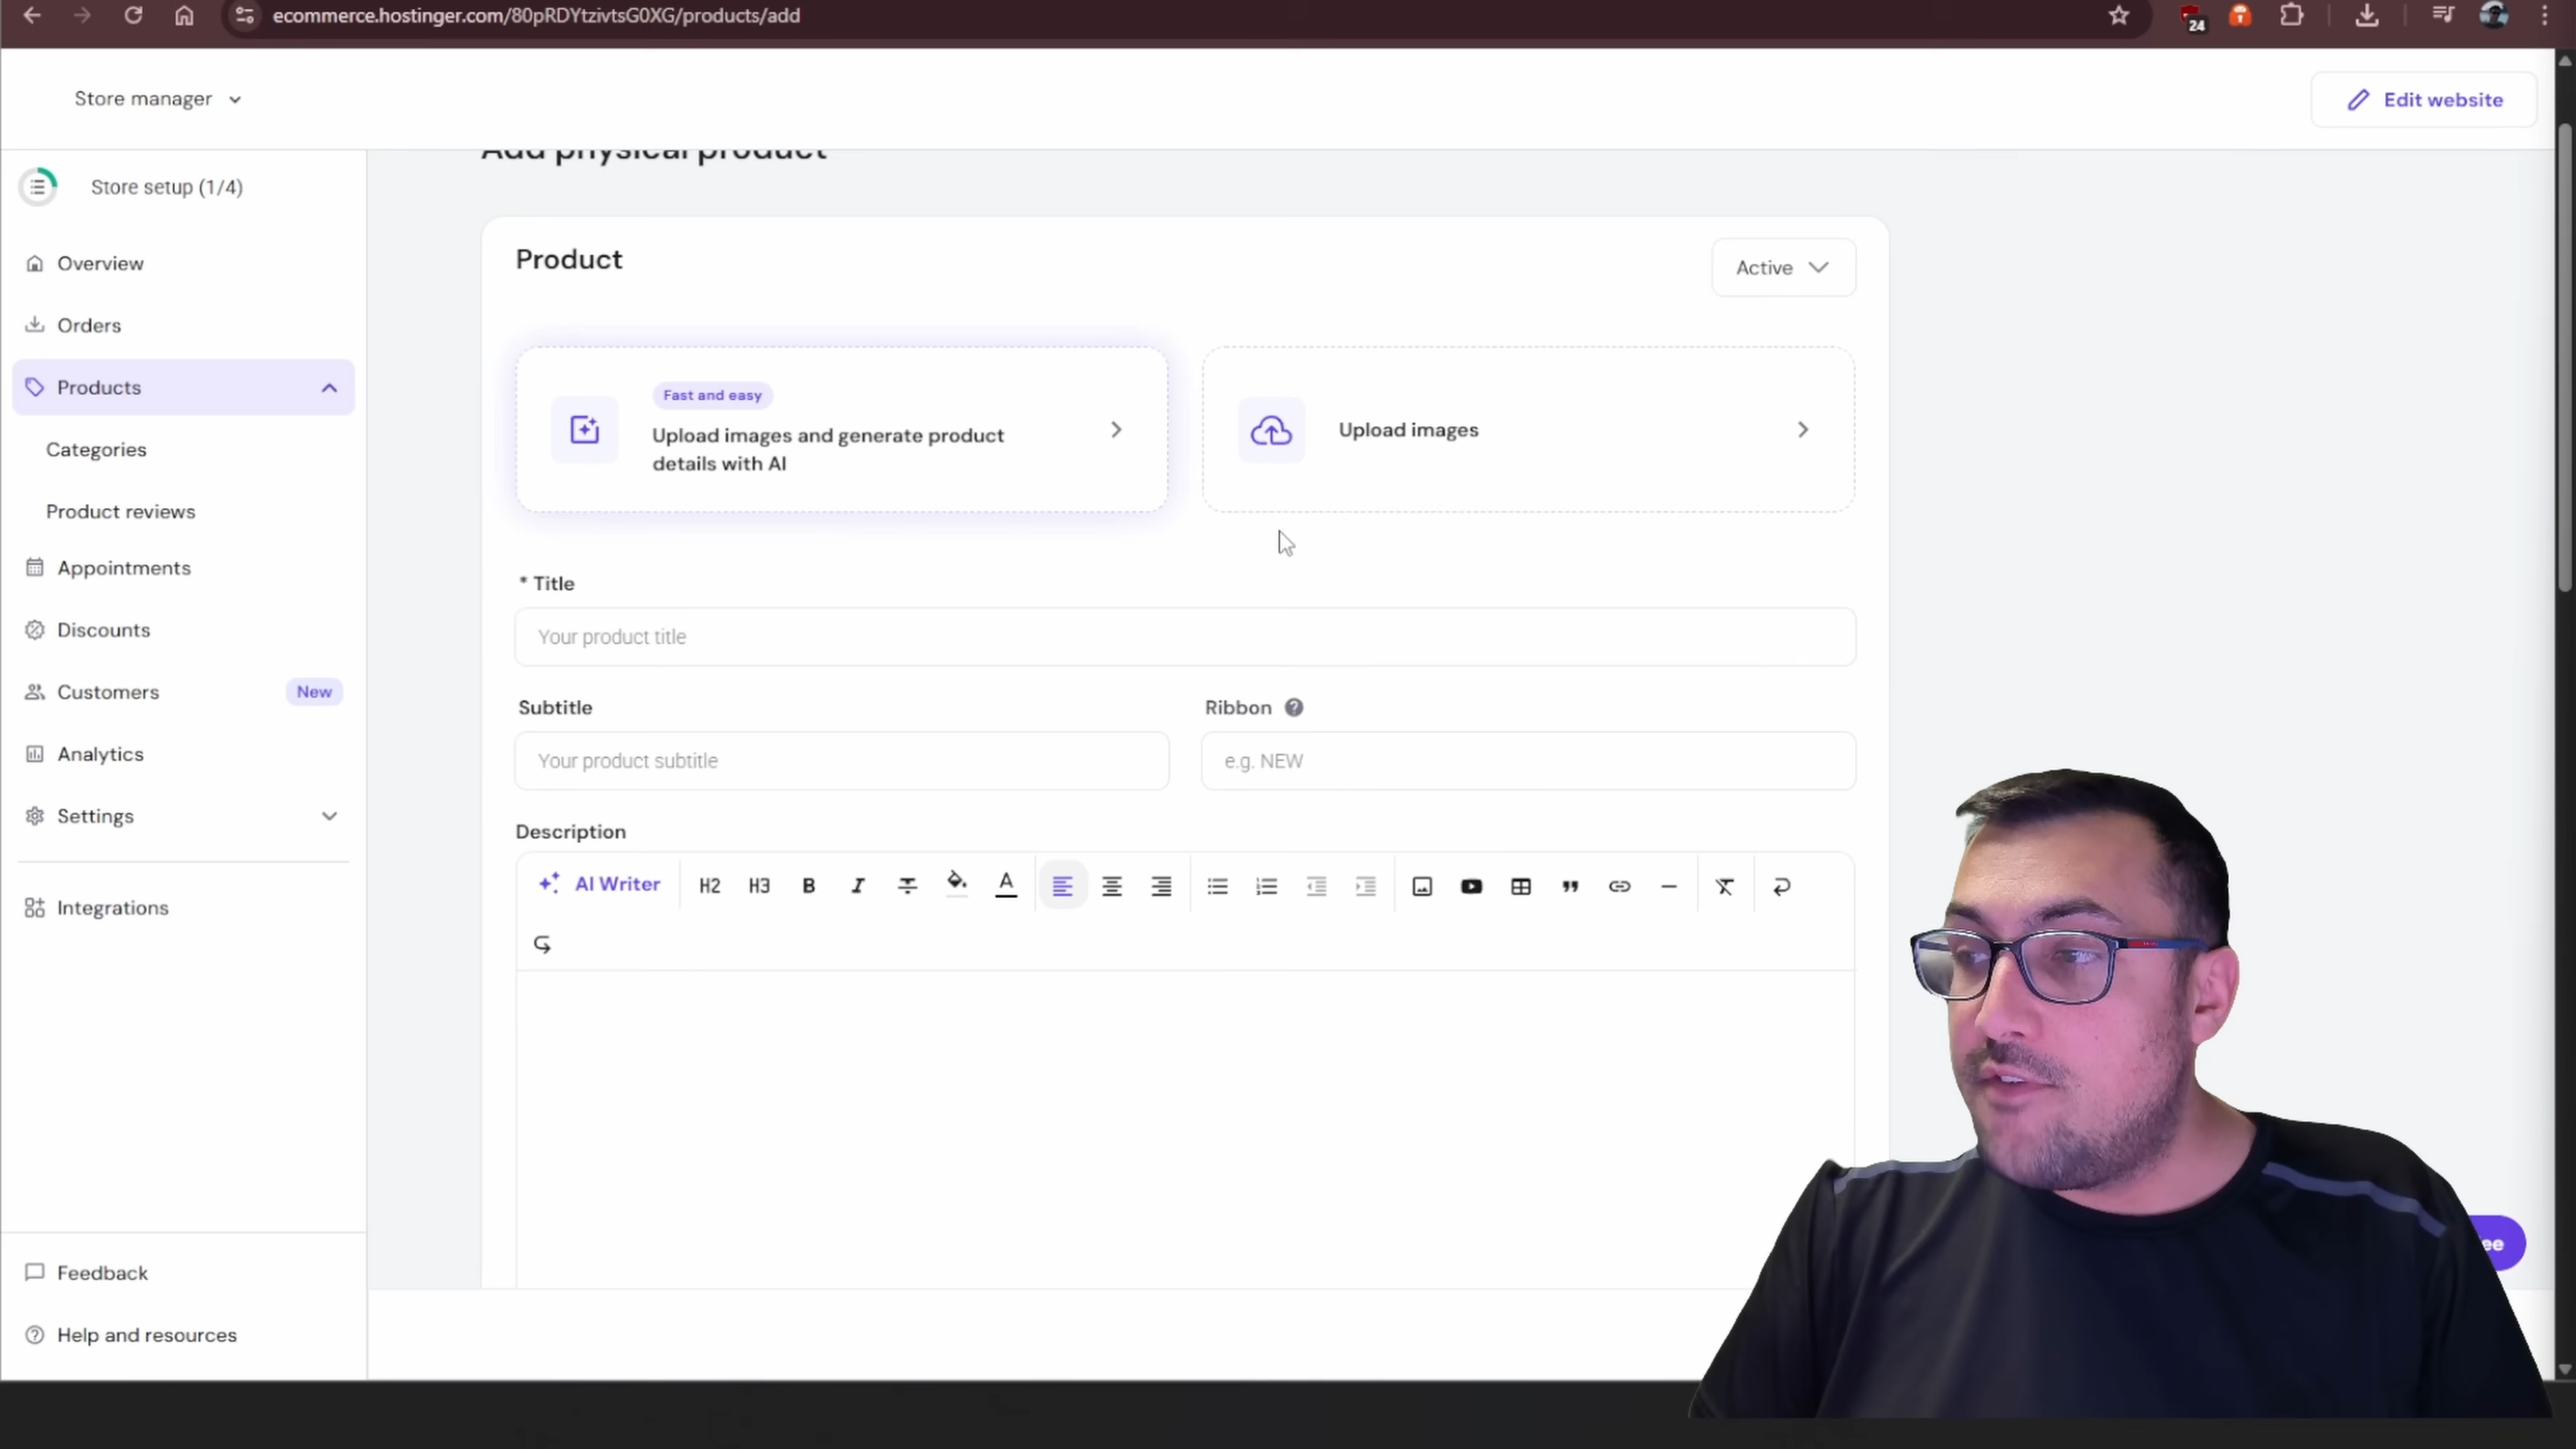 ecommerce.hostinger.com/80pRDYtzivtsG0XG/products/add
24
Store manager
Edit website
Add physical product
Store setup (1/4)
Overview
Orders
Products
Categories
Product reviews
Appointments
Discounts
Customers
New
Analytics
Settings
Integrations
Feedback
Help and resources
Product
Active
Fast and easy
Upload images and generate product
details with AI
Upload images
* Title
Your product title
Subtitle
Ribbon ?
Your product subtitle
e.g. NEW
Description
AI Writer
H2 H3 B I A